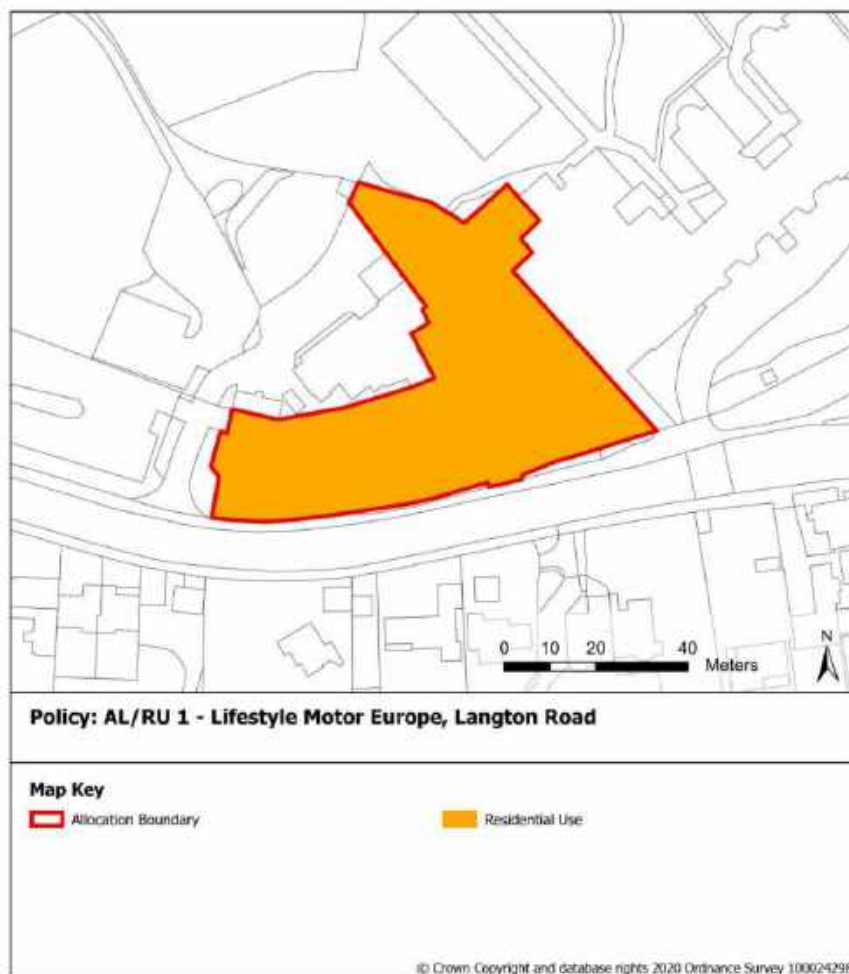 0 10 20 40
Meters
N
Policy: AL/RU 1 - Lifestyle Motor Europe, Langton Road
Map Key
Allocation Boundary
Residential Use
© Crown Copyright and database rights 2020 Ordnance Survey 100024298